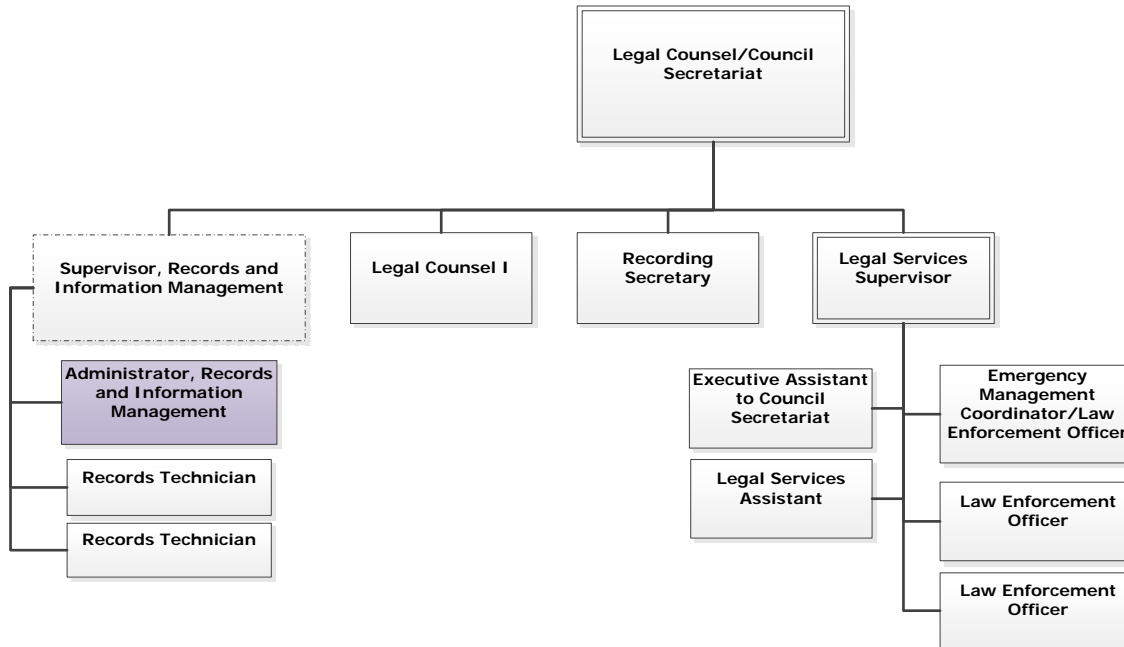 Legal Counsel/Council
Secretariat
Supervisor, Records and
Information Management
Legal Counsel I
Recording
Secretary
Legal Services
Supervisor
Administrator, Records
and Information
Management
Records Technician
Records Technician
Executive Assistant
to Council
Secretariat
Legal Services
Assistant
Emergency
Management
Coordinator/Law
Enforcement Officer
Law Enforcement
Officer
Law Enforcement
Officer